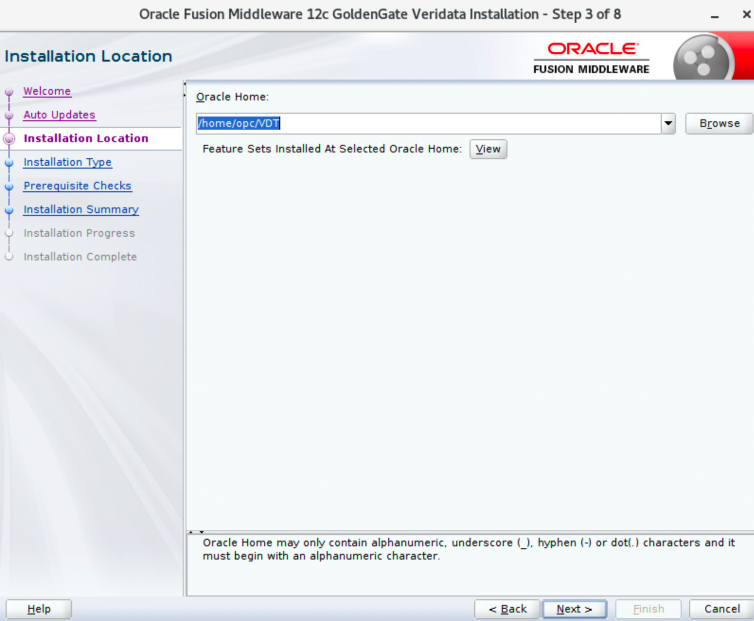 Oracle Fusion Middleware 12c GoldenGate Veridata Installation - Step 3 of 8
Installation Location
ORACLE
FUSION MIDDLEWARE
Welcome
Auto Updates
Installation Location
Installation Type
Prerequisite Checks
Installation Summary
Installation Progress
Installation Complete
Oracle Home:
/home/opc/VDT
Browse
Feature Sets Installed At Selected Oracle Home:
View
Oracle Home may only contain alphanumeric, underscore (_), hyphen (-) or dot(.) characters and it
must begin with an alphanumeric character.
Help
< Back
Next >
Finish
Cancel